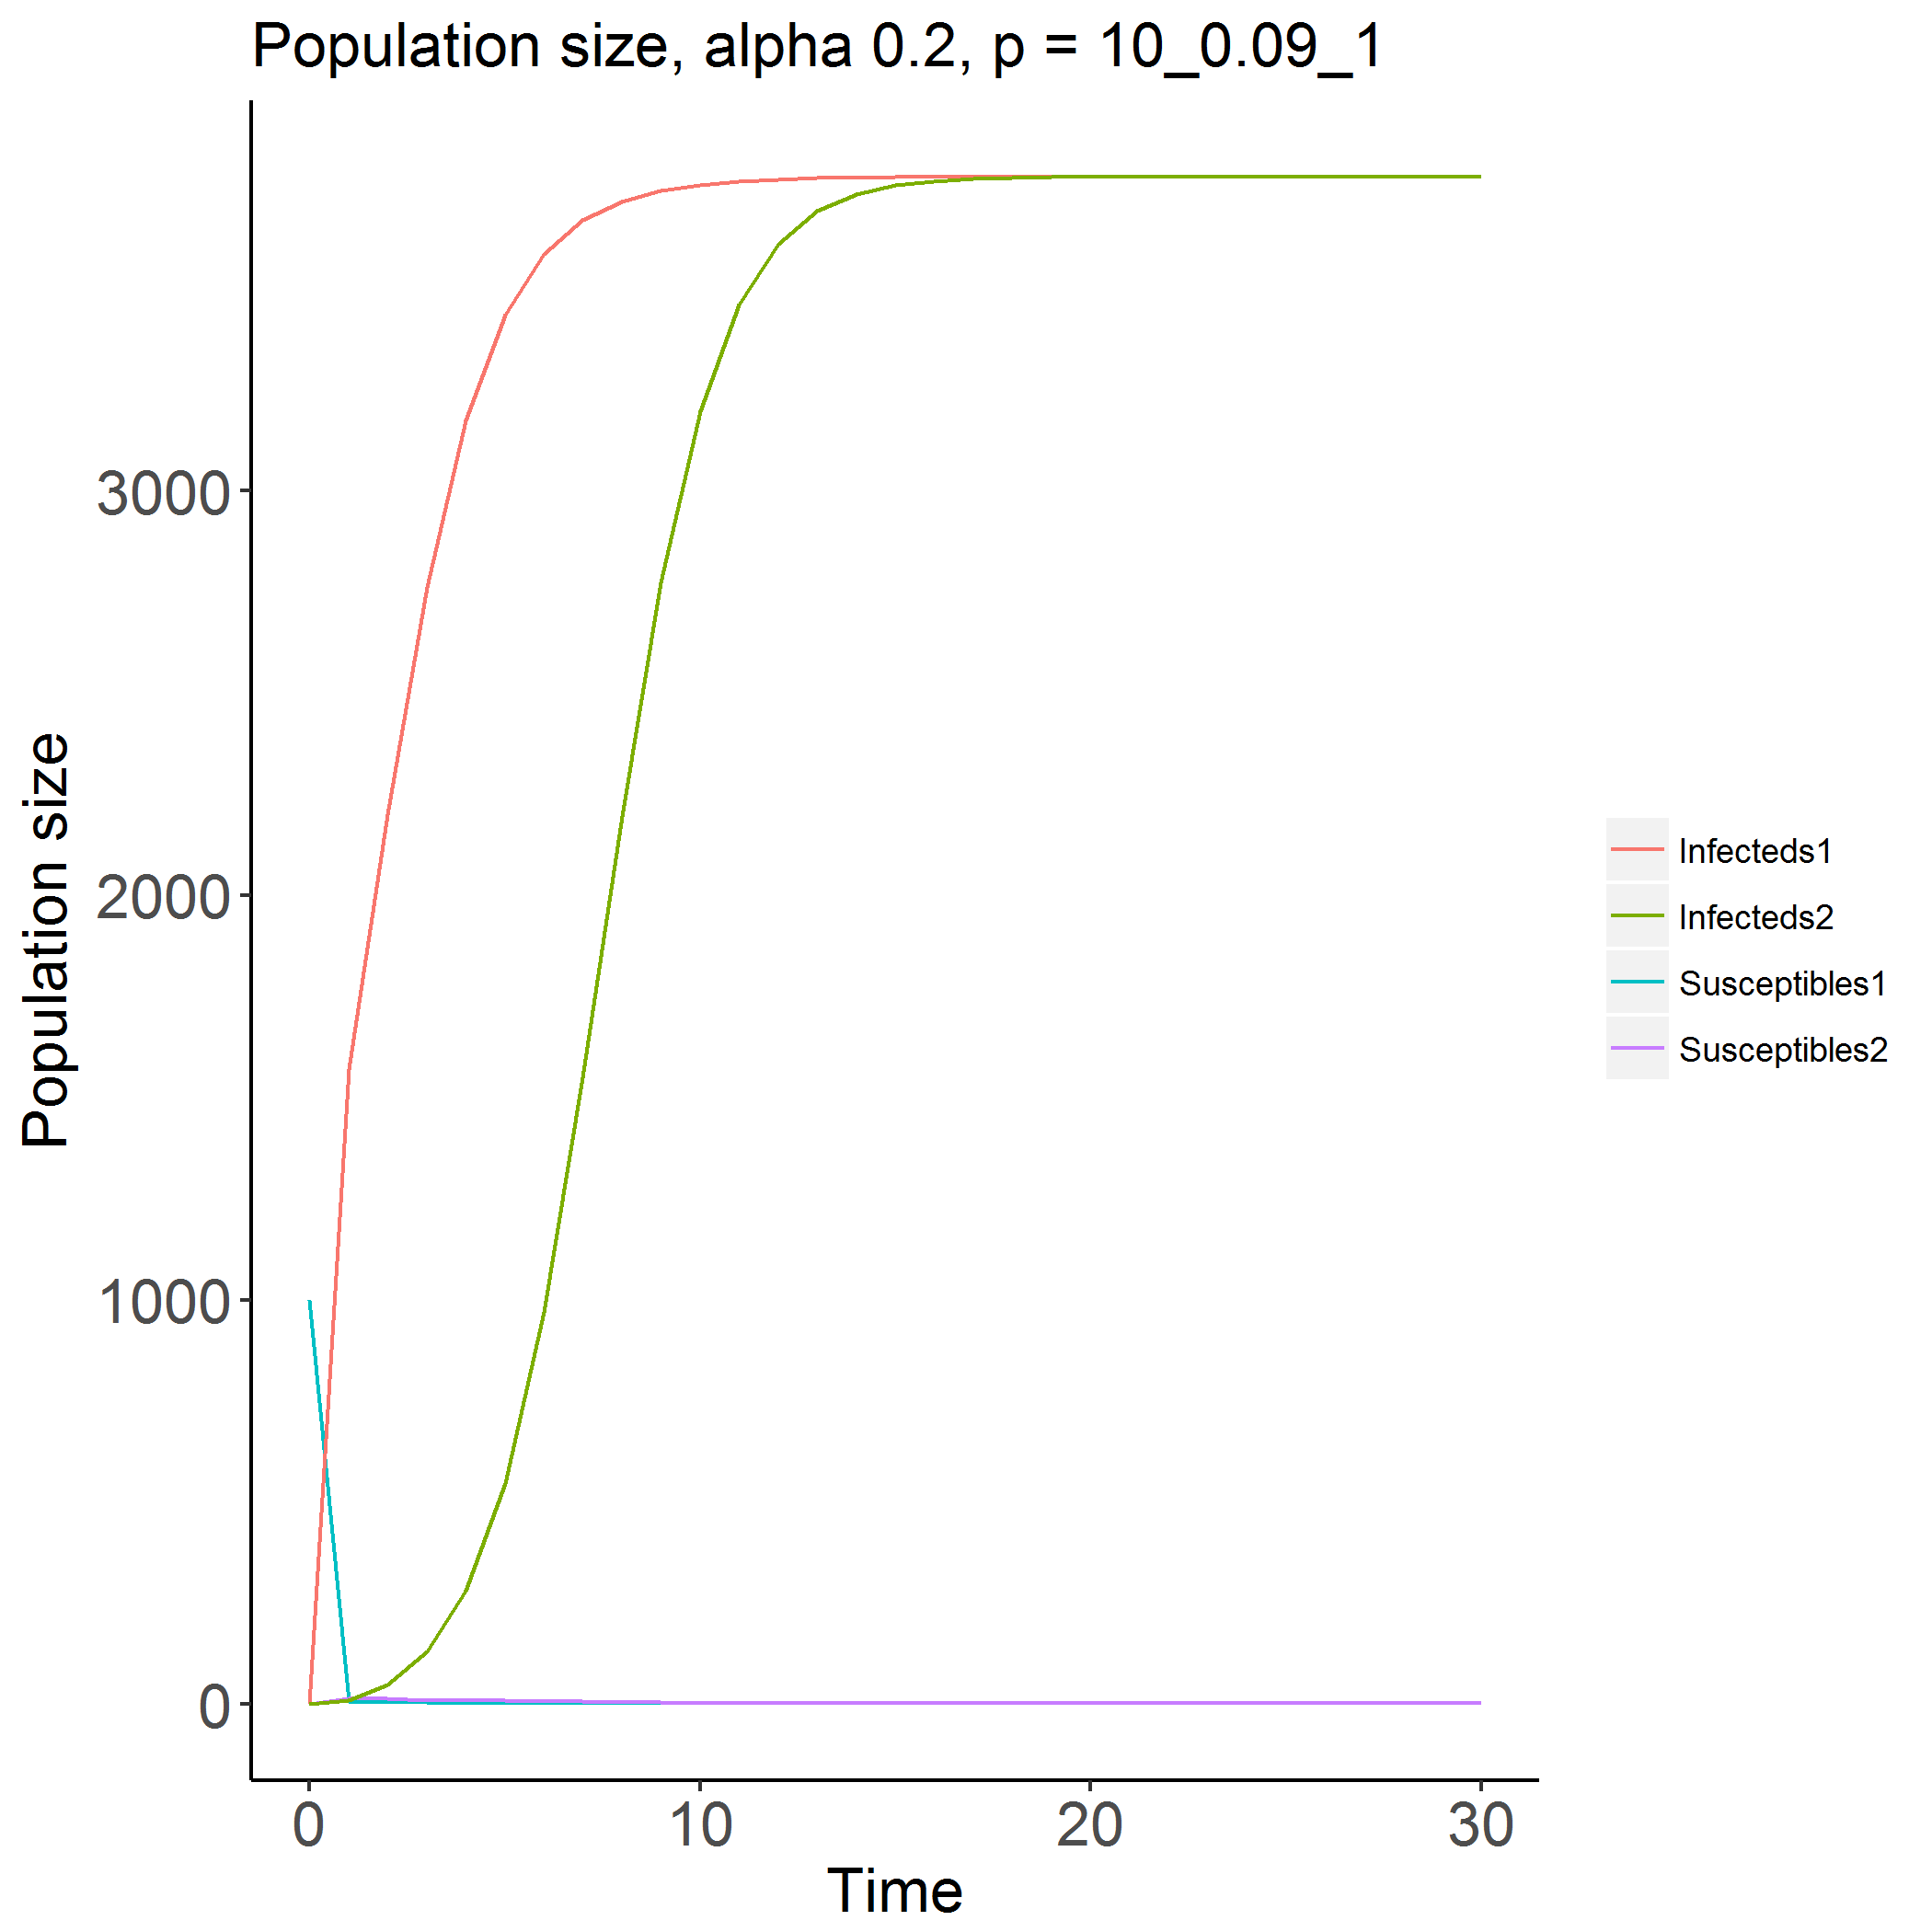 Population size, alpha 0.2, p = 10_0.09_1
Population size
3000
2000
1000
0
0 10 20 30
Time
Infecteds1
Infecteds2
Susceptibles1
Susceptibles2